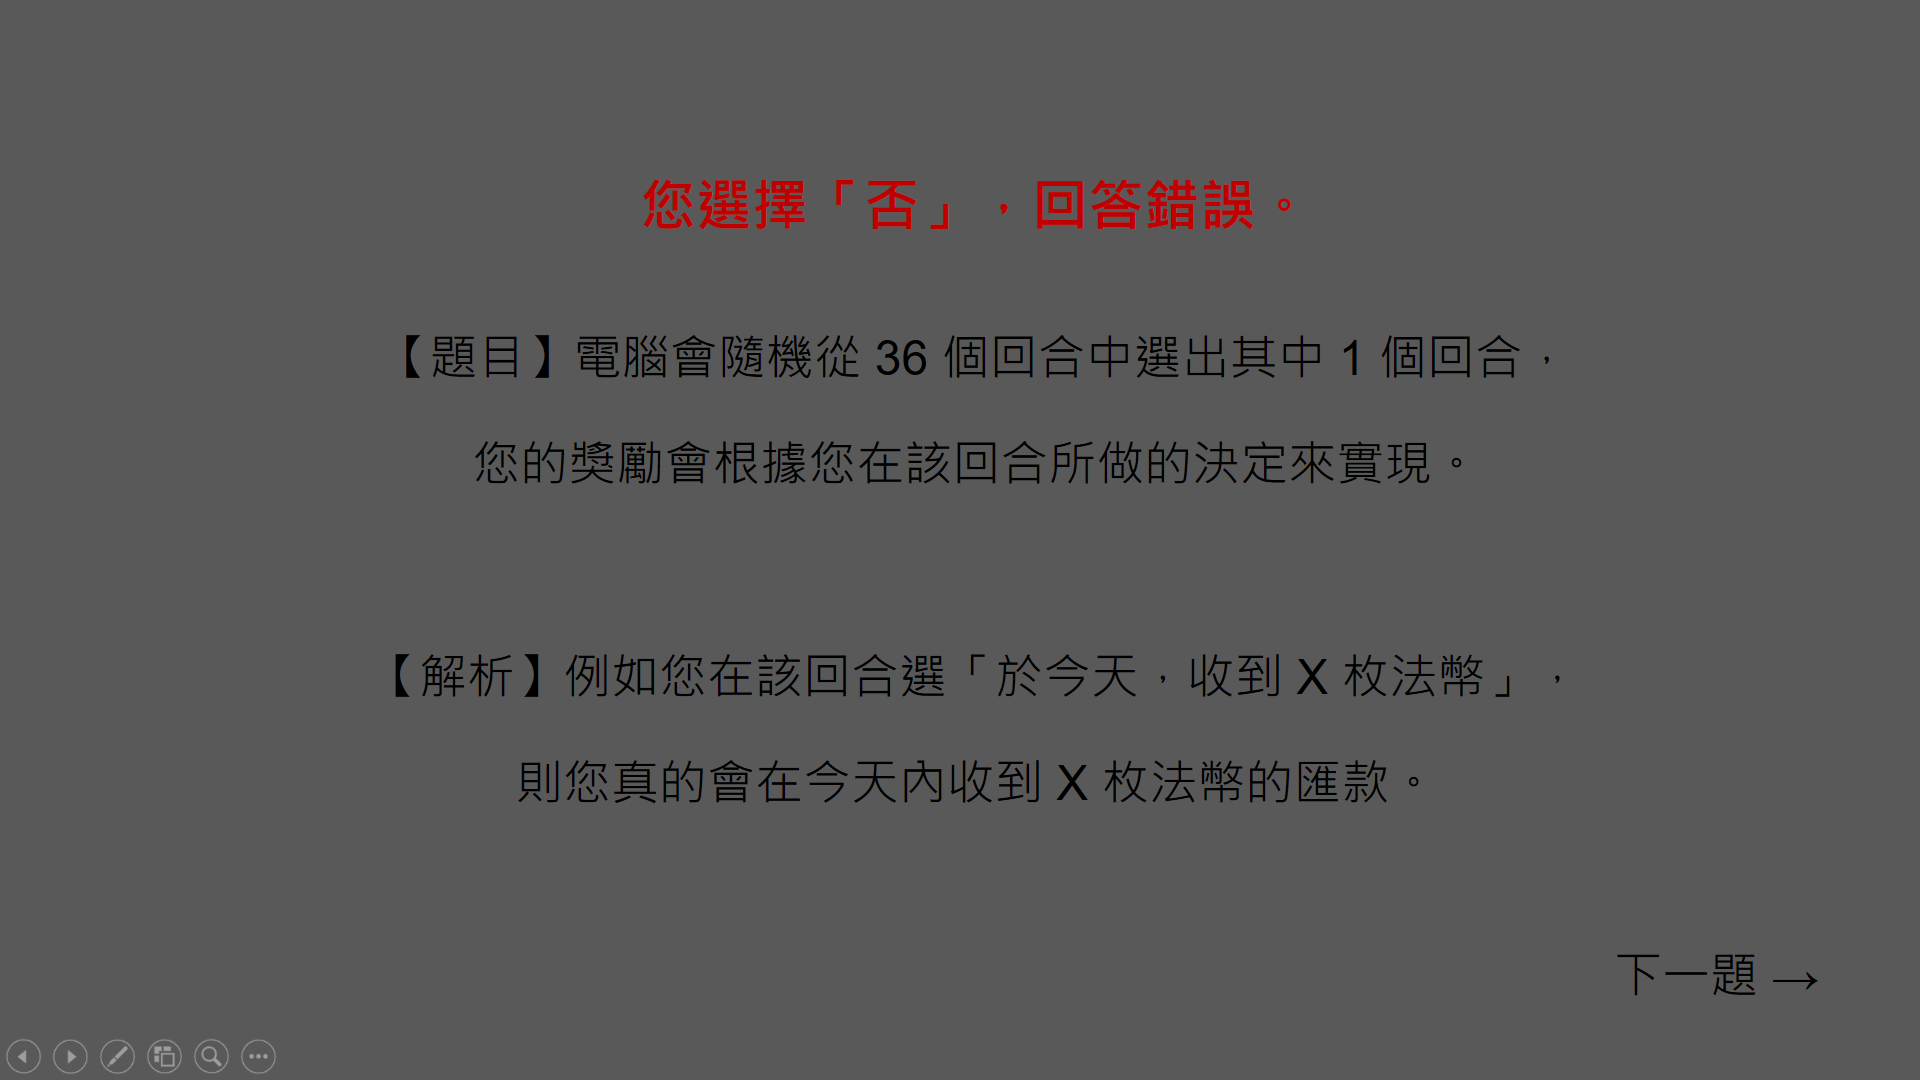 您選擇「否」，回答錯誤。
【題目】電腦會隨機從 36 個回合中選出其中 1 個回合，
您的獎勵會根據您在該回合所做的決定來實現。
【解析】例如您在該回合選「於今天，收到 X 枚法幣」，
則您真的會在今天內收到 X 枚法幣的匯款。
下一題 →